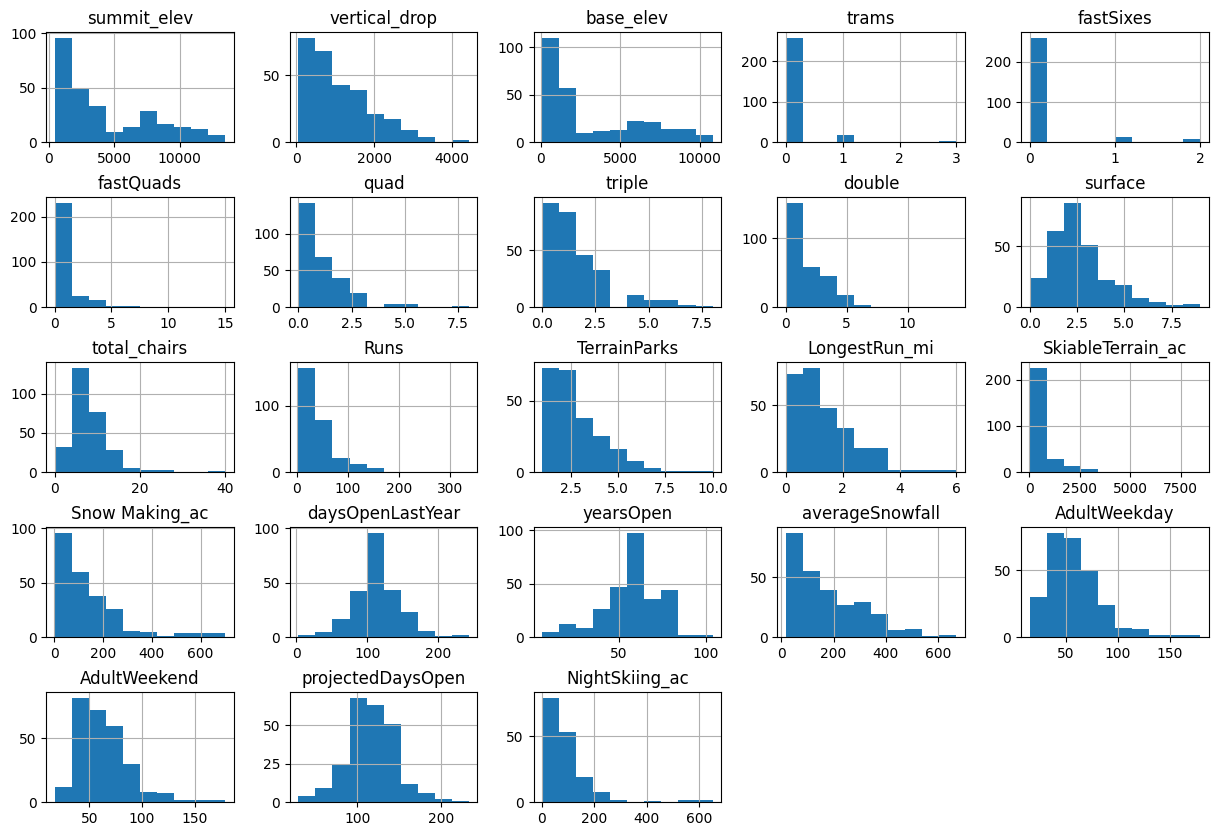 summit_elev vertical_drop base_elev trams fastSixes
100
50
0
0 5000 10000
50
0
0 2000 4000
100
50
0
0 5000 10000
200
0
0 1 2 3
200
100
0
0 1 2
fastQuads quad triple double surface
200
100
0
0 5 10 15
100
50
0
0.0 2.5 5.0 7.5
50
0
0.0 2.5 5.0 7.5
100
0
0 5 10
50
0
0.0 2.5 5.0 7.5
total_chairs Runs TerrainParks LongestRun_mi SkiableTerrain_ac
100
50
0
0 20 40
100
0
0 100 200 300
50
0
2.5 5.0 7.5 10.0
50
0
0 2 4 6
200
100
0
0 2500 5000 7500
Snow Making_ac daysOpenLastYear yearsOpen averageSnowfall AdultWeekday
100
50
0
0 200 400 600
100
50
0
0 100 200
100
50
0
0 50 100
50
0
0 200 400 600
50
0
50 100 150
AdultWeekend projectedDaysOpen NightSkiing_ac
50
0
50 100 150
50
25
0
100 200
50
0
0 200 400 600